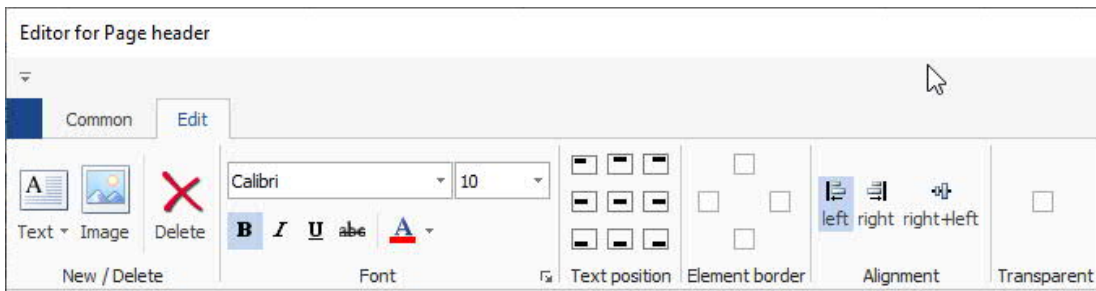 Editor for Page header
Common Edit
Calibri 10
A
Text Image Delete B I U abc A left right right+left
New / Delete Font Text position Element border Alignment Transparent